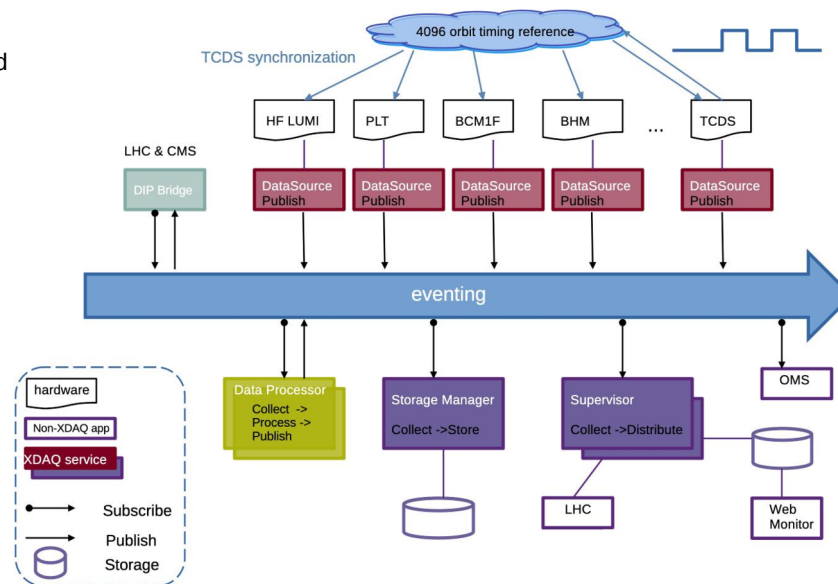 4096 orbit timing reference
d
TCDS synchronization
HF LUMI
PLT
BCM1F
BHM
...
TCDS
LHC & CMS
DIP Bridge
DataSource
Publish
DataSource
Publish
DataSource
Publish
DataSource
Publish
DataSource
Publish
eventing
hardware
Non-XDAQ app
XDAQ service
Subscribe
Publish
Storage
Data Processor
Collect ->
Process ->
Publish
Storage Manager
Collect ->Store
Supervisor
Collect ->Distribute
OMS
LHC
Web
Monitor